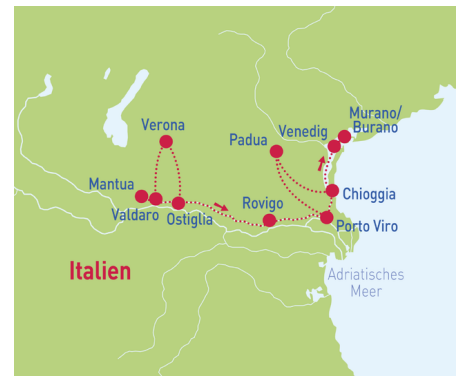 Murano/
Burano
Venedig
Verona
Padua
Mantua
Chioggia
Valdaro
Ostiglia
Rovigo
Porto Viro
Italien
Adriatisches
Meer